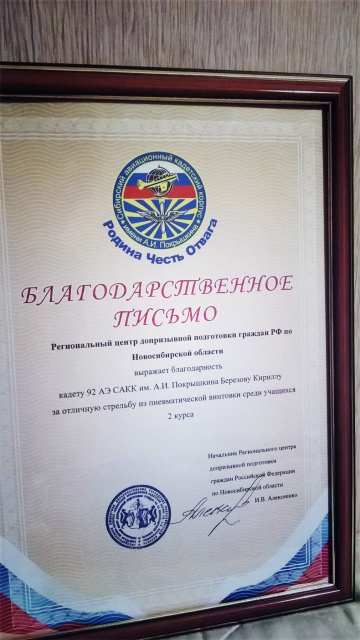 Сибирский авиационный кадетский корпус
имени А.И. Покрышкина
Родина Честь Отвага
БЛАГОДАРСТВЕННОЕ
ПИСЬМО
Региональный центр допризывной подготовки граждан РФ по
Новосибирской области
выражает благодарность
кадету 92 АЭ САКК им. А.И. Покрышкина Березову Кириллу
за отличную стрельбу из пневматической винтовки среди учащихся
2 курса
Начальник Регионального центра
допризывной подготовки
граждан Российской Федерации
по Новосибирской области
И.В. Алексеенко